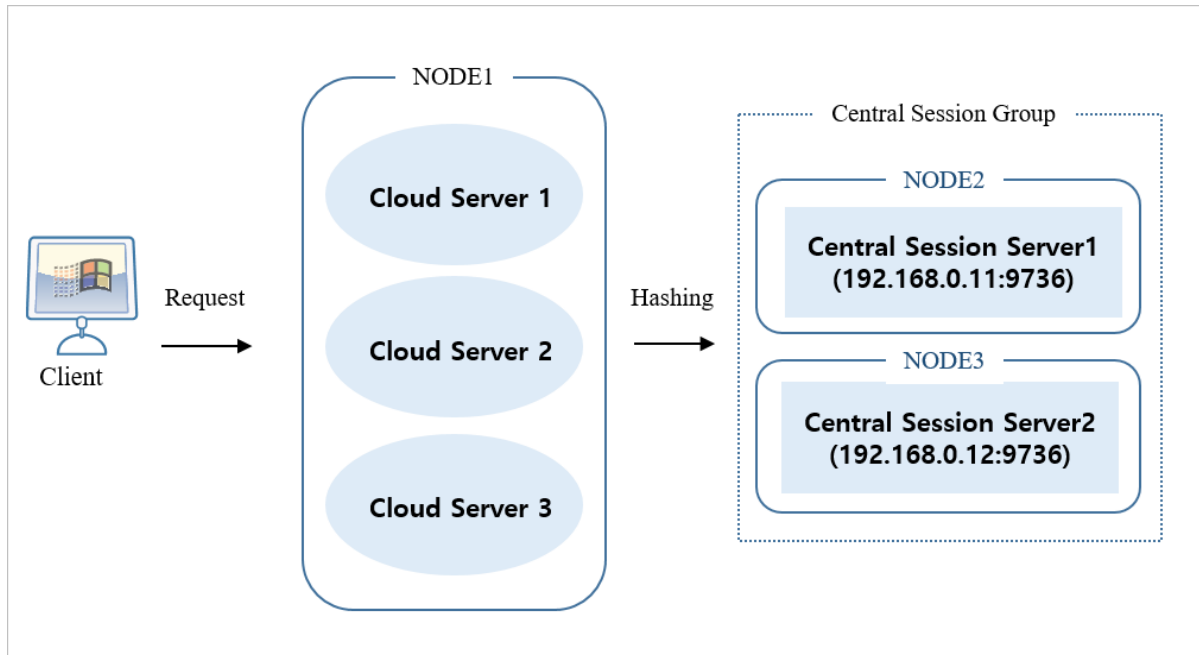 NODE1
Cloud Server 1
Cloud Server 2
Cloud Server 3
Request
Client
Hashing
Central Session Group
NODE2
Central Session Server1
(192.168.0.11:9736)
NODE3
Central Session Server2
(192.168.0.12:9736)